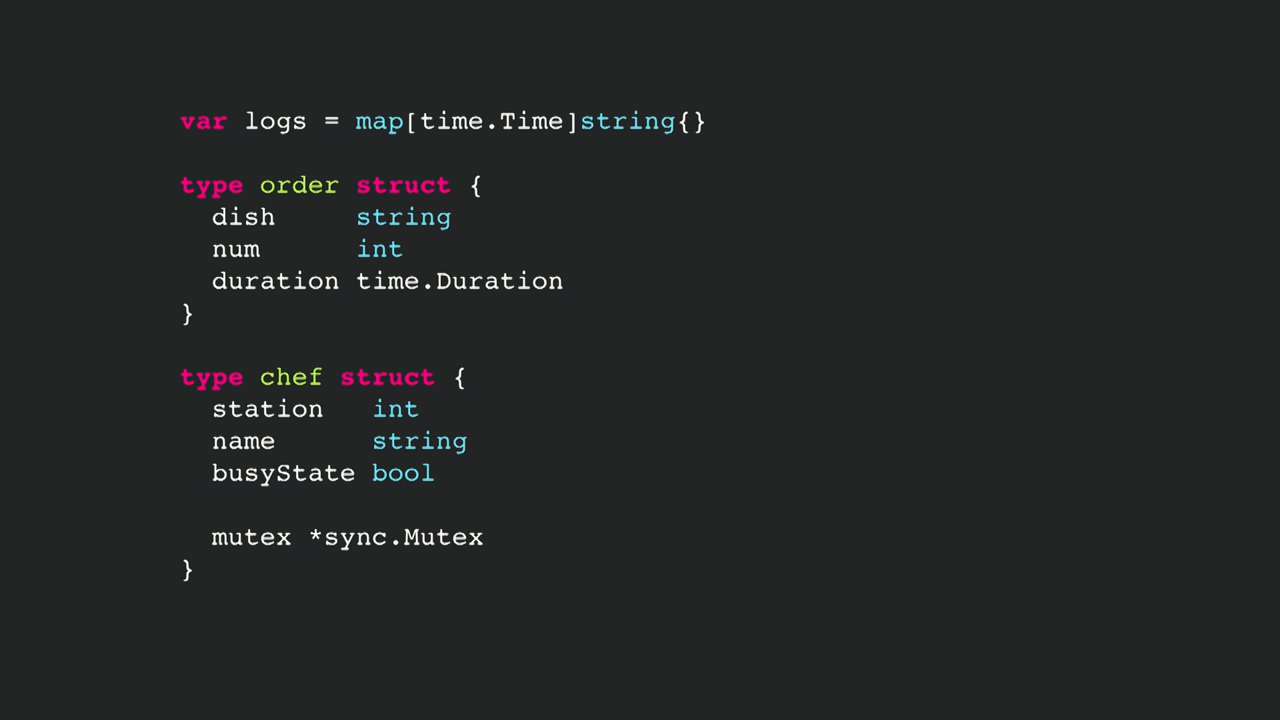 var logs = map[time.Time]string{}
type order struct {
  dish     string
  num      int
  duration time.Duration
}
type chef struct {
  station   int
  name      string
  busyState bool
  mutex *sync.Mutex
}